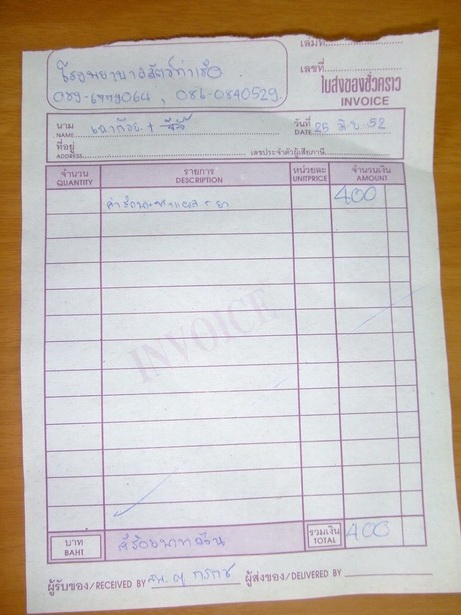 โรงพยาบาลสัตว์ท่าเรือ
เล่มที่
เลขที่
089-6779064, 086-0840529
ใบส่งของชั่วคราว
INVOICE
นาม
NAME
วันที่ 25 มิ.ย 52
DATE
ที่อยู่
ADDRESS
เลขประจำตัวผู้เสียภาษี
จำนวน รายการ หน่วยละ จำนวนเงิน
QUANTITY DESCRIPTION UNITPRICE AMOUNT
ค่ารักษา 400
INVOICE
บาท สี่ร้อยบาทถ้วน รวมเงิน 400
BAHT TOTAL
ผู้รับของ/RECEIVED BY ผู้ส่งของ/DELIVERED BY